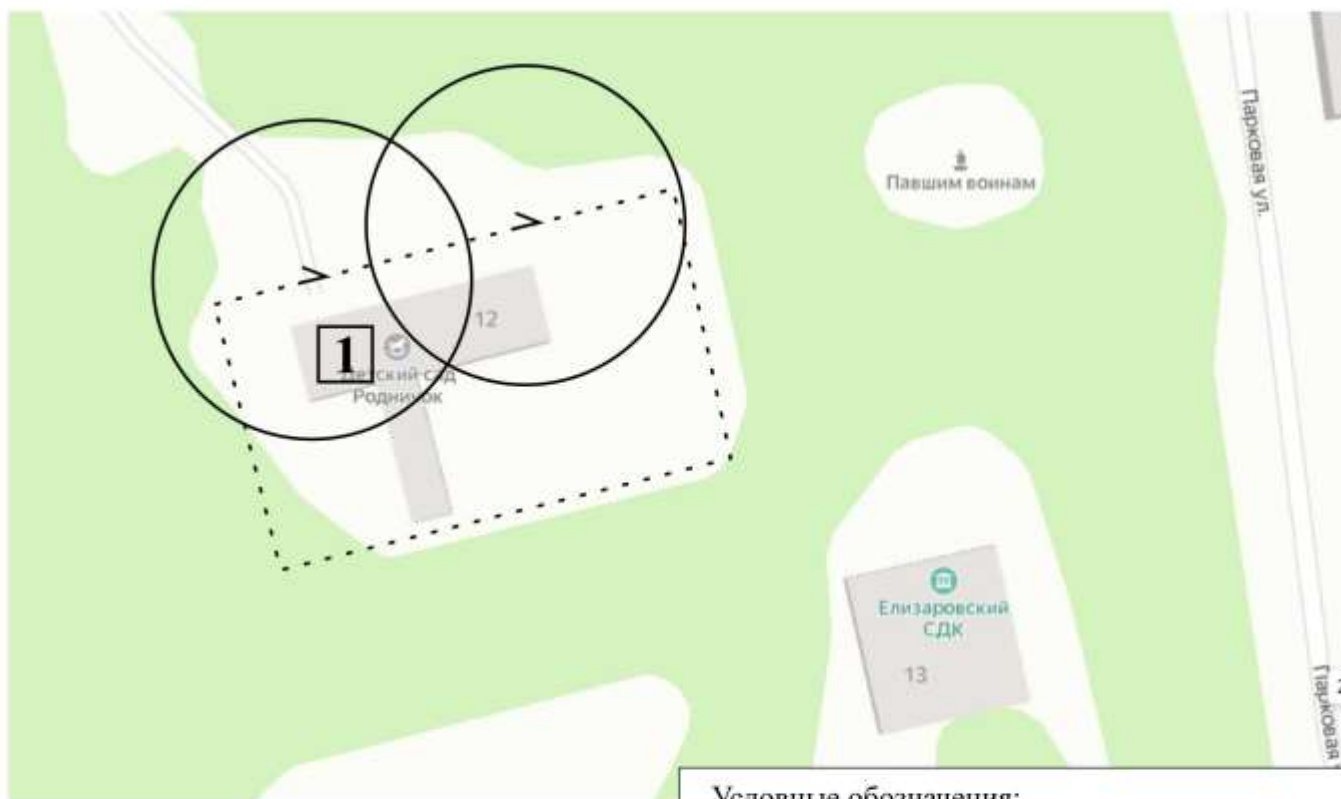 Парковая ул.
Павшим воинам
12
1
Детский сад
Родничок
Елизаровский
СДК
13
Парковая
Условные обозначения: